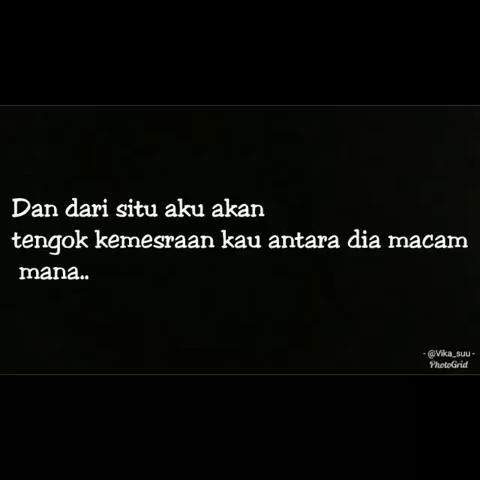 Dan dari situ aku akan
tengok kemesraan kau antara dia macam
mana..
- @Vika_suu -
PhotoGrid